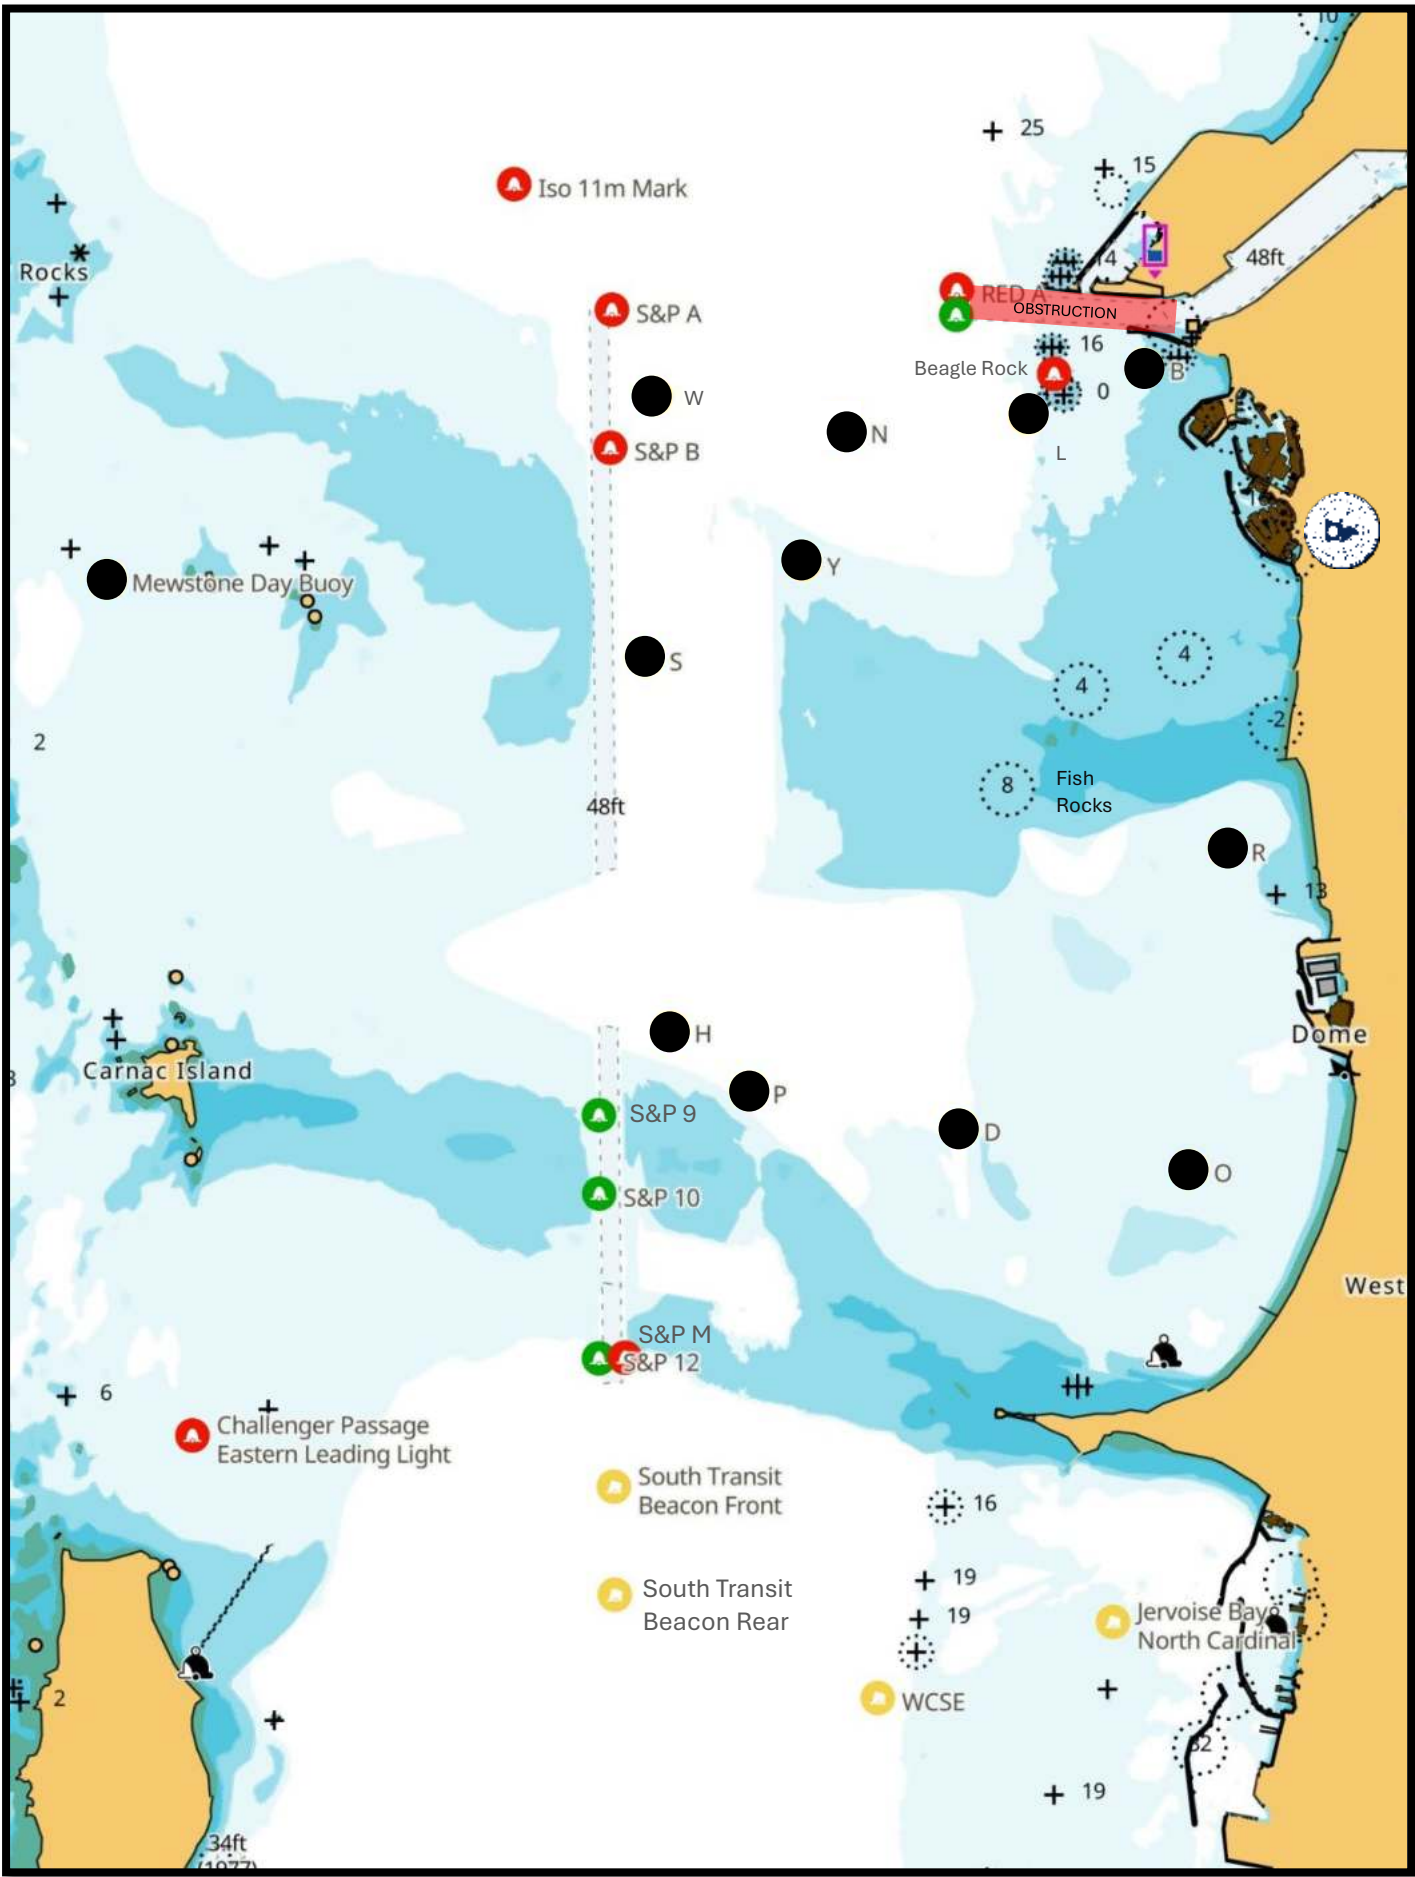 10
25
15
Iso 11m Mark
Rocks
14
48ft
RED A
OBSTRUCTION
S&P A
16
Beagle Rock
B
0
W
N
S&P B
L
Y
Mewstone Day Buoy
S
4
4
-2
2
8
Fish
Rocks
48ft
R
13
H
Dome
Carnac Island
P
S&P 9
D
O
S&P 10
West
S&P M
S&P 12
6
Challenger Passage
Eastern Leading Light
South Transit
Beacon Front
16
19
South Transit
Beacon Rear
19
Jervoise Bay
North Cardinal
2
WCSE
19
34ft
(1977)